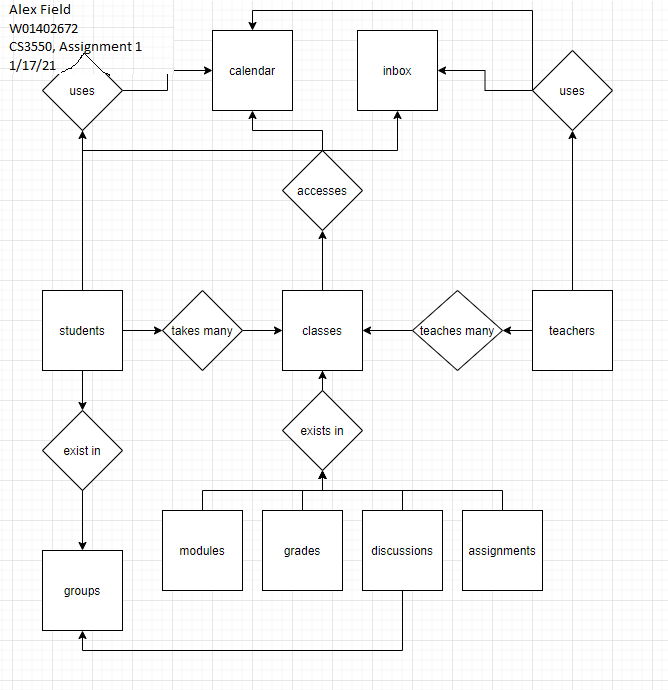 Alex Field
W01402672
CS3550, Assignment 1
1/17/21
calendar
inbox
uses
uses
accesses
students
takes many
classes
teaches many
teachers
exist in
exists in
modules
grades
discussions
assignments
groups